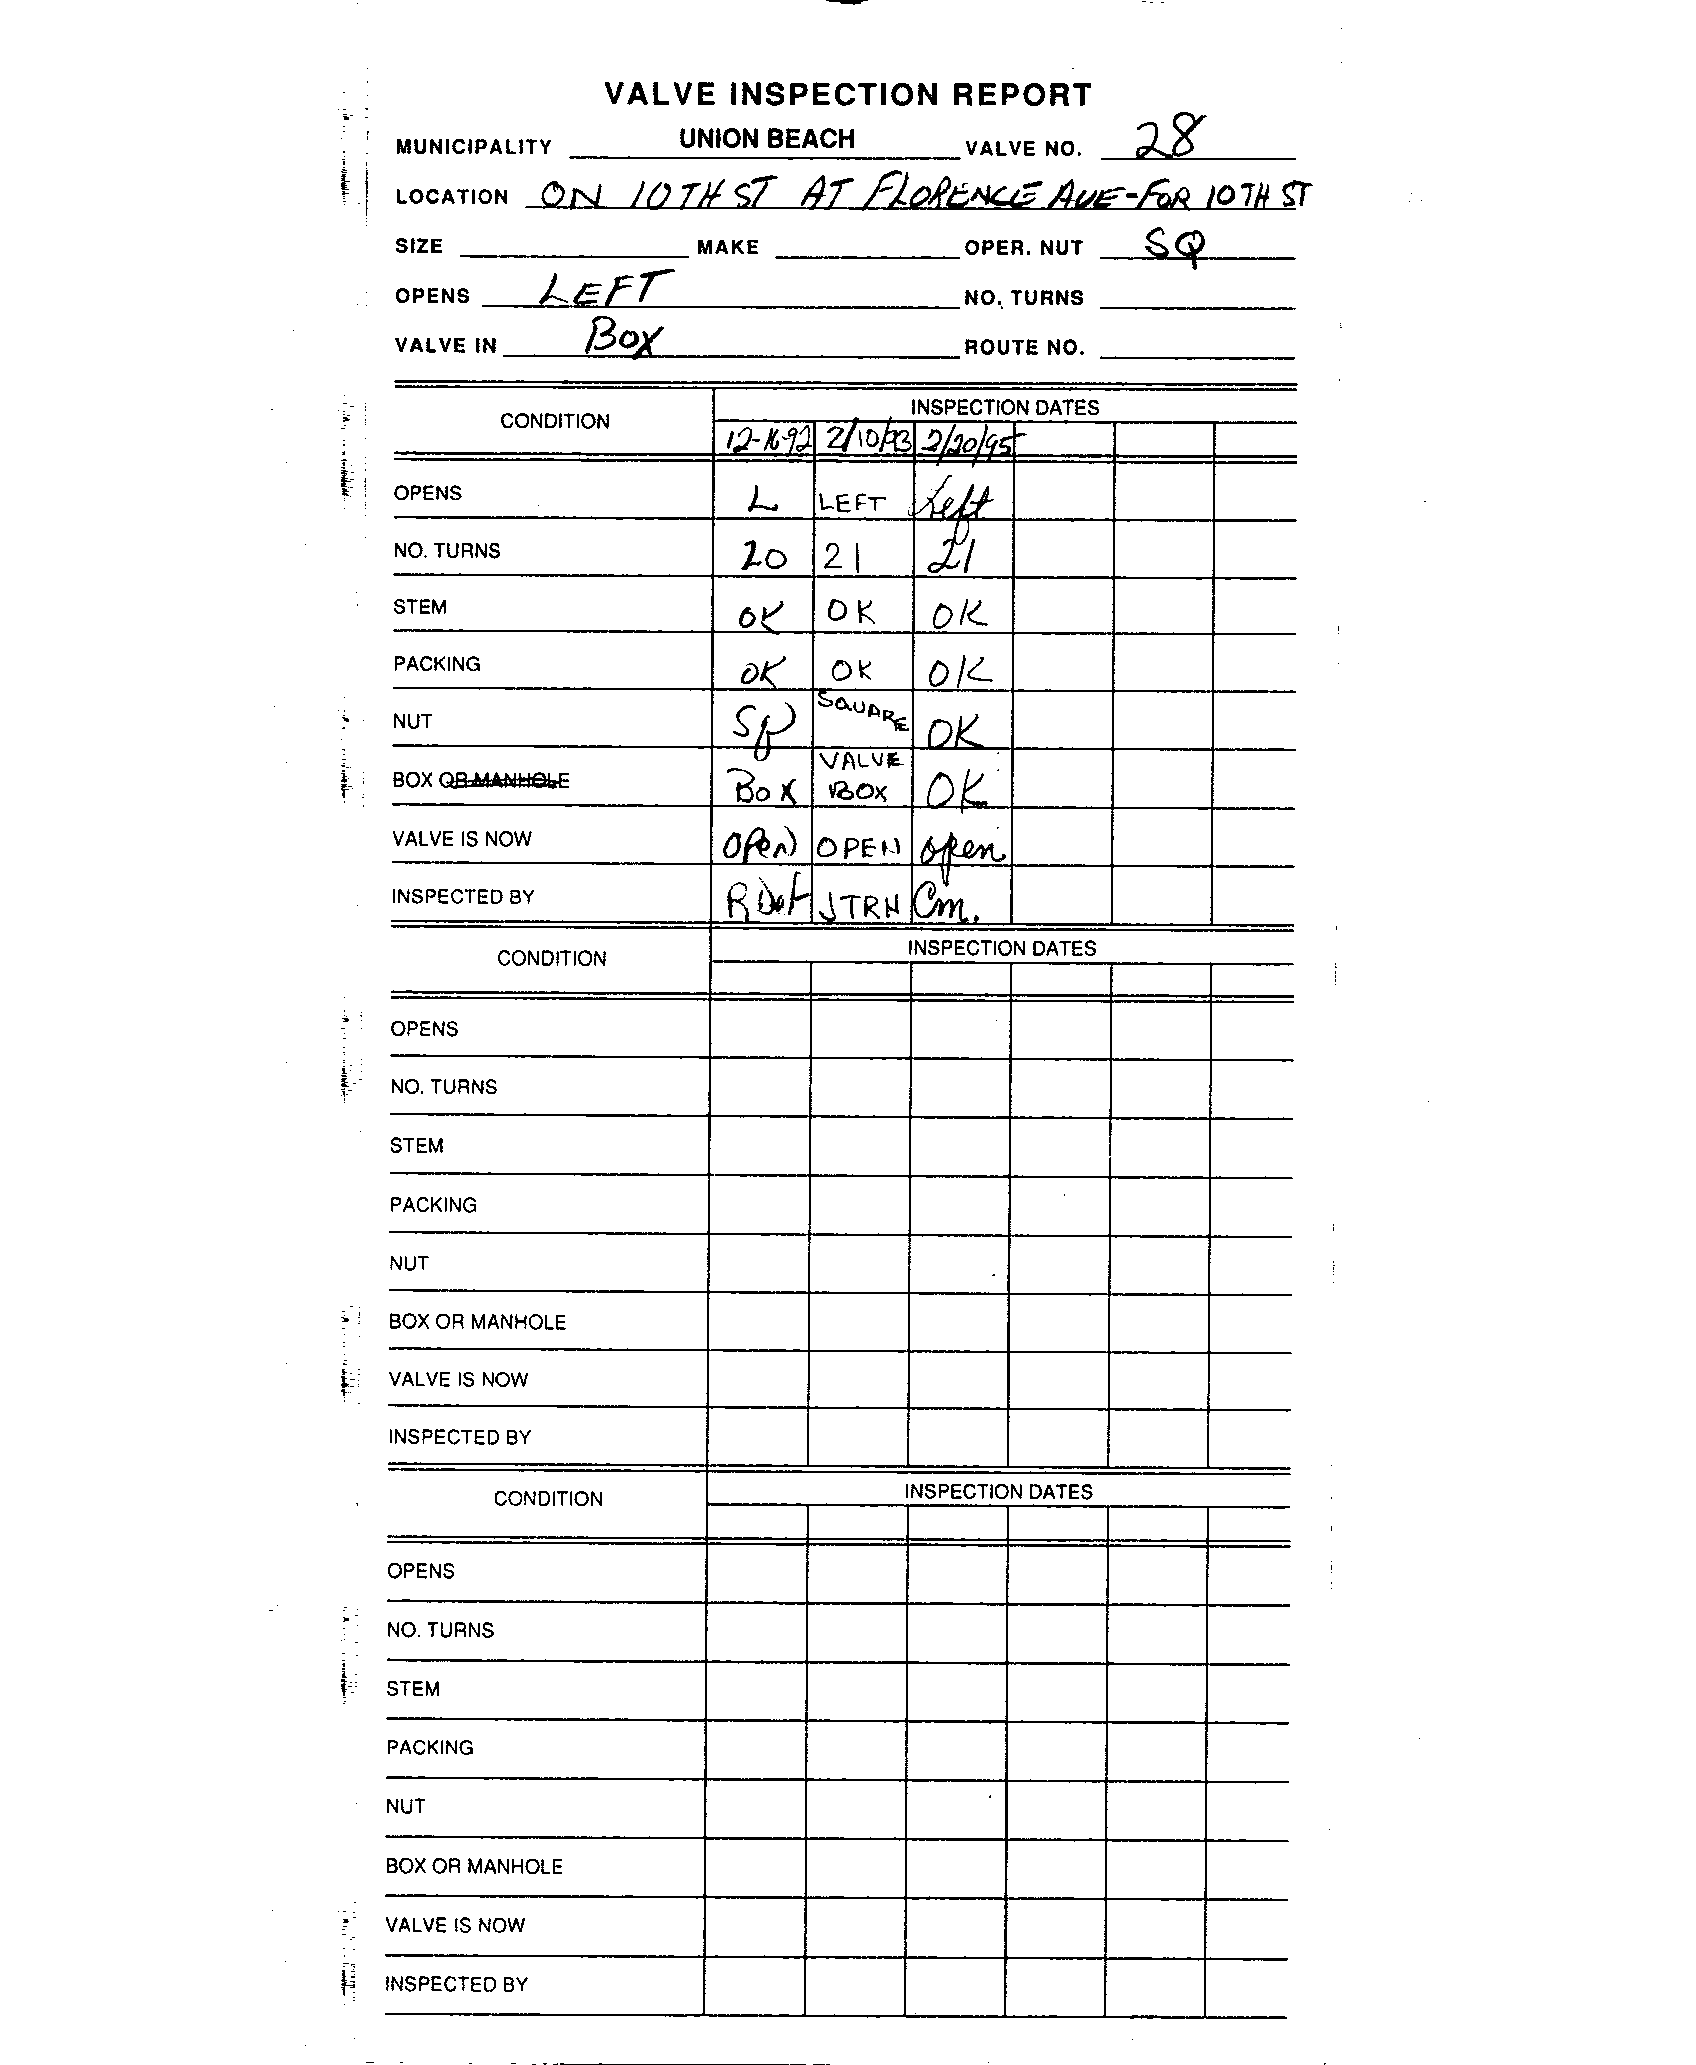 VALVE INSPECTION REPORT
MUNICIPALITY UNION BEACH VALVE NO. 28
LOCATION ON 10TH ST AT FLORENCE AVE-FOR 10TH ST
SIZE MAKE OPER. NUT SQ
OPENS LEFT NO. TURNS
VALVE IN BOX ROUTE NO.
CONDITION INSPECTION DATES
12-16-92 2/10/93 2/20/95
OPENS L LEFT Left
NO. TURNS 20 21 21
STEM OK OK OK
PACKING OK OK OK
NUT SQ SQUARE OK
BOX OR MANHOLE BOX VALVE BOX OK
VALVE IS NOW OPEN OPEN open
INSPECTED BY JTRN Cm.
CONDITION INSPECTION DATES
OPENS
NO. TURNS
STEM
PACKING
NUT
BOX OR MANHOLE
VALVE IS NOW
INSPECTED BY
CONDITION INSPECTION DATES
OPENS
NO. TURNS
STEM
PACKING
NUT
BOX OR MANHOLE
VALVE IS NOW
INSPECTED BY